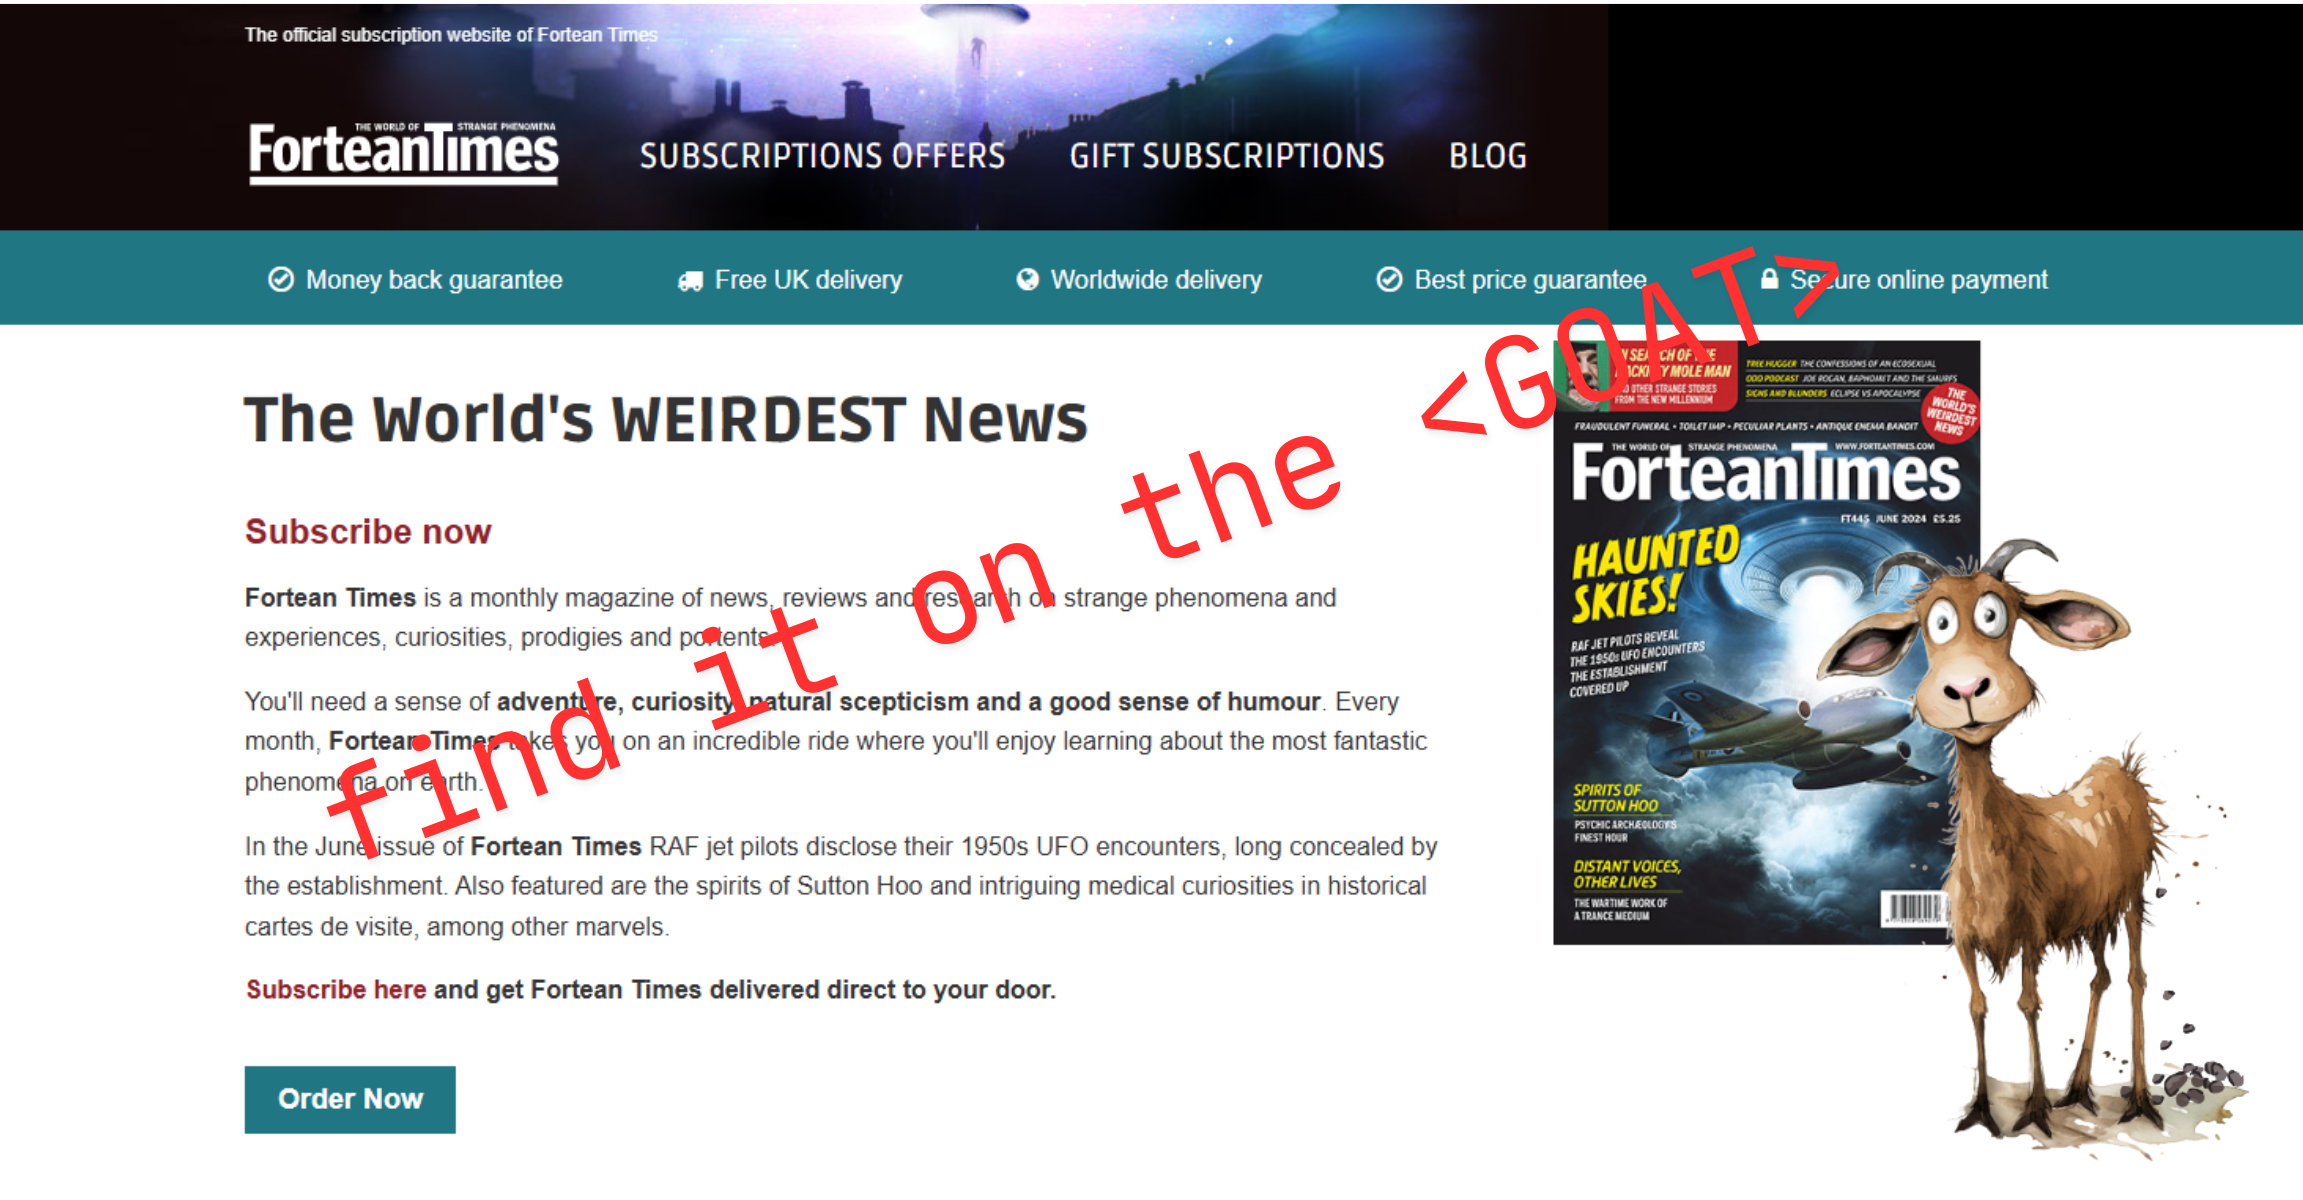 The official subscription website of Fortean Times
THE WORLD OF STRANGE PHENOMENA
ForteanTimes
SUBSCRIPTIONS OFFERS GIFT SUBSCRIPTIONS BLOG
Money back guarantee Free UK delivery Worldwide delivery Best price guarantee Secure online payment
find it on the <GOAT>
The World's WEIRDEST News
Subscribe now
Fortean Times is a monthly magazine of news, reviews and research on strange phenomena and
experiences, curiosities, prodigies and portents.
You'll need a sense of adventure, curiosity, natural scepticism and a good sense of humour. Every
month, Fortean Times takes you on an incredible ride where you'll enjoy learning about the most fantastic
phenomena on earth.
In the June issue of Fortean Times RAF jet pilots disclose their 1950s UFO encounters, long concealed by
the establishment. Also featured are the spirits of Sutton Hoo and intriguing medical curiosities in historical
cartes de visite, among other marvels.
Subscribe here and get Fortean Times delivered direct to your door.
Order Now
IN SEARCH OF THE
HACKNEY MOLE MAN
AND OTHER STRANGE STORIES
FROM THE NEW MILLENNIUM
TREE HUGGER THE CONFESSIONS OF AN ECOSEXUAL
ODD PODCAST JOE ROGAN, BAPHOMET AND THE SMURFS
SIGNS AND BLUNDERS ECLIPSE VS APOCALYPSE
THE
WORLD'S
WEIRDEST
NEWS
FRAUDULENT FUNERAL • TOILET IMP • PECULIAR PLANTS • ANTIQUE ENEMA BANDIT
THE WORLD OF STRANGE PHENOMENA WWW.FORTEANTIMES.COM
ForteanTimes
FT445 JUNE 2024 £5.25
HAUNTED
SKIES!
RAF JET PILOTS REVEAL
THE 1950s UFO ENCOUNTERS
THE ESTABLISHMENT
COVERED UP
SPIRITS OF
SUTTON HOO
PSYCHIC ARCHÆOLOGY'S
FINEST HOUR
DISTANT VOICES,
OTHER LIVES
THE WARTIME WORK OF
A TRANCE MEDIUM